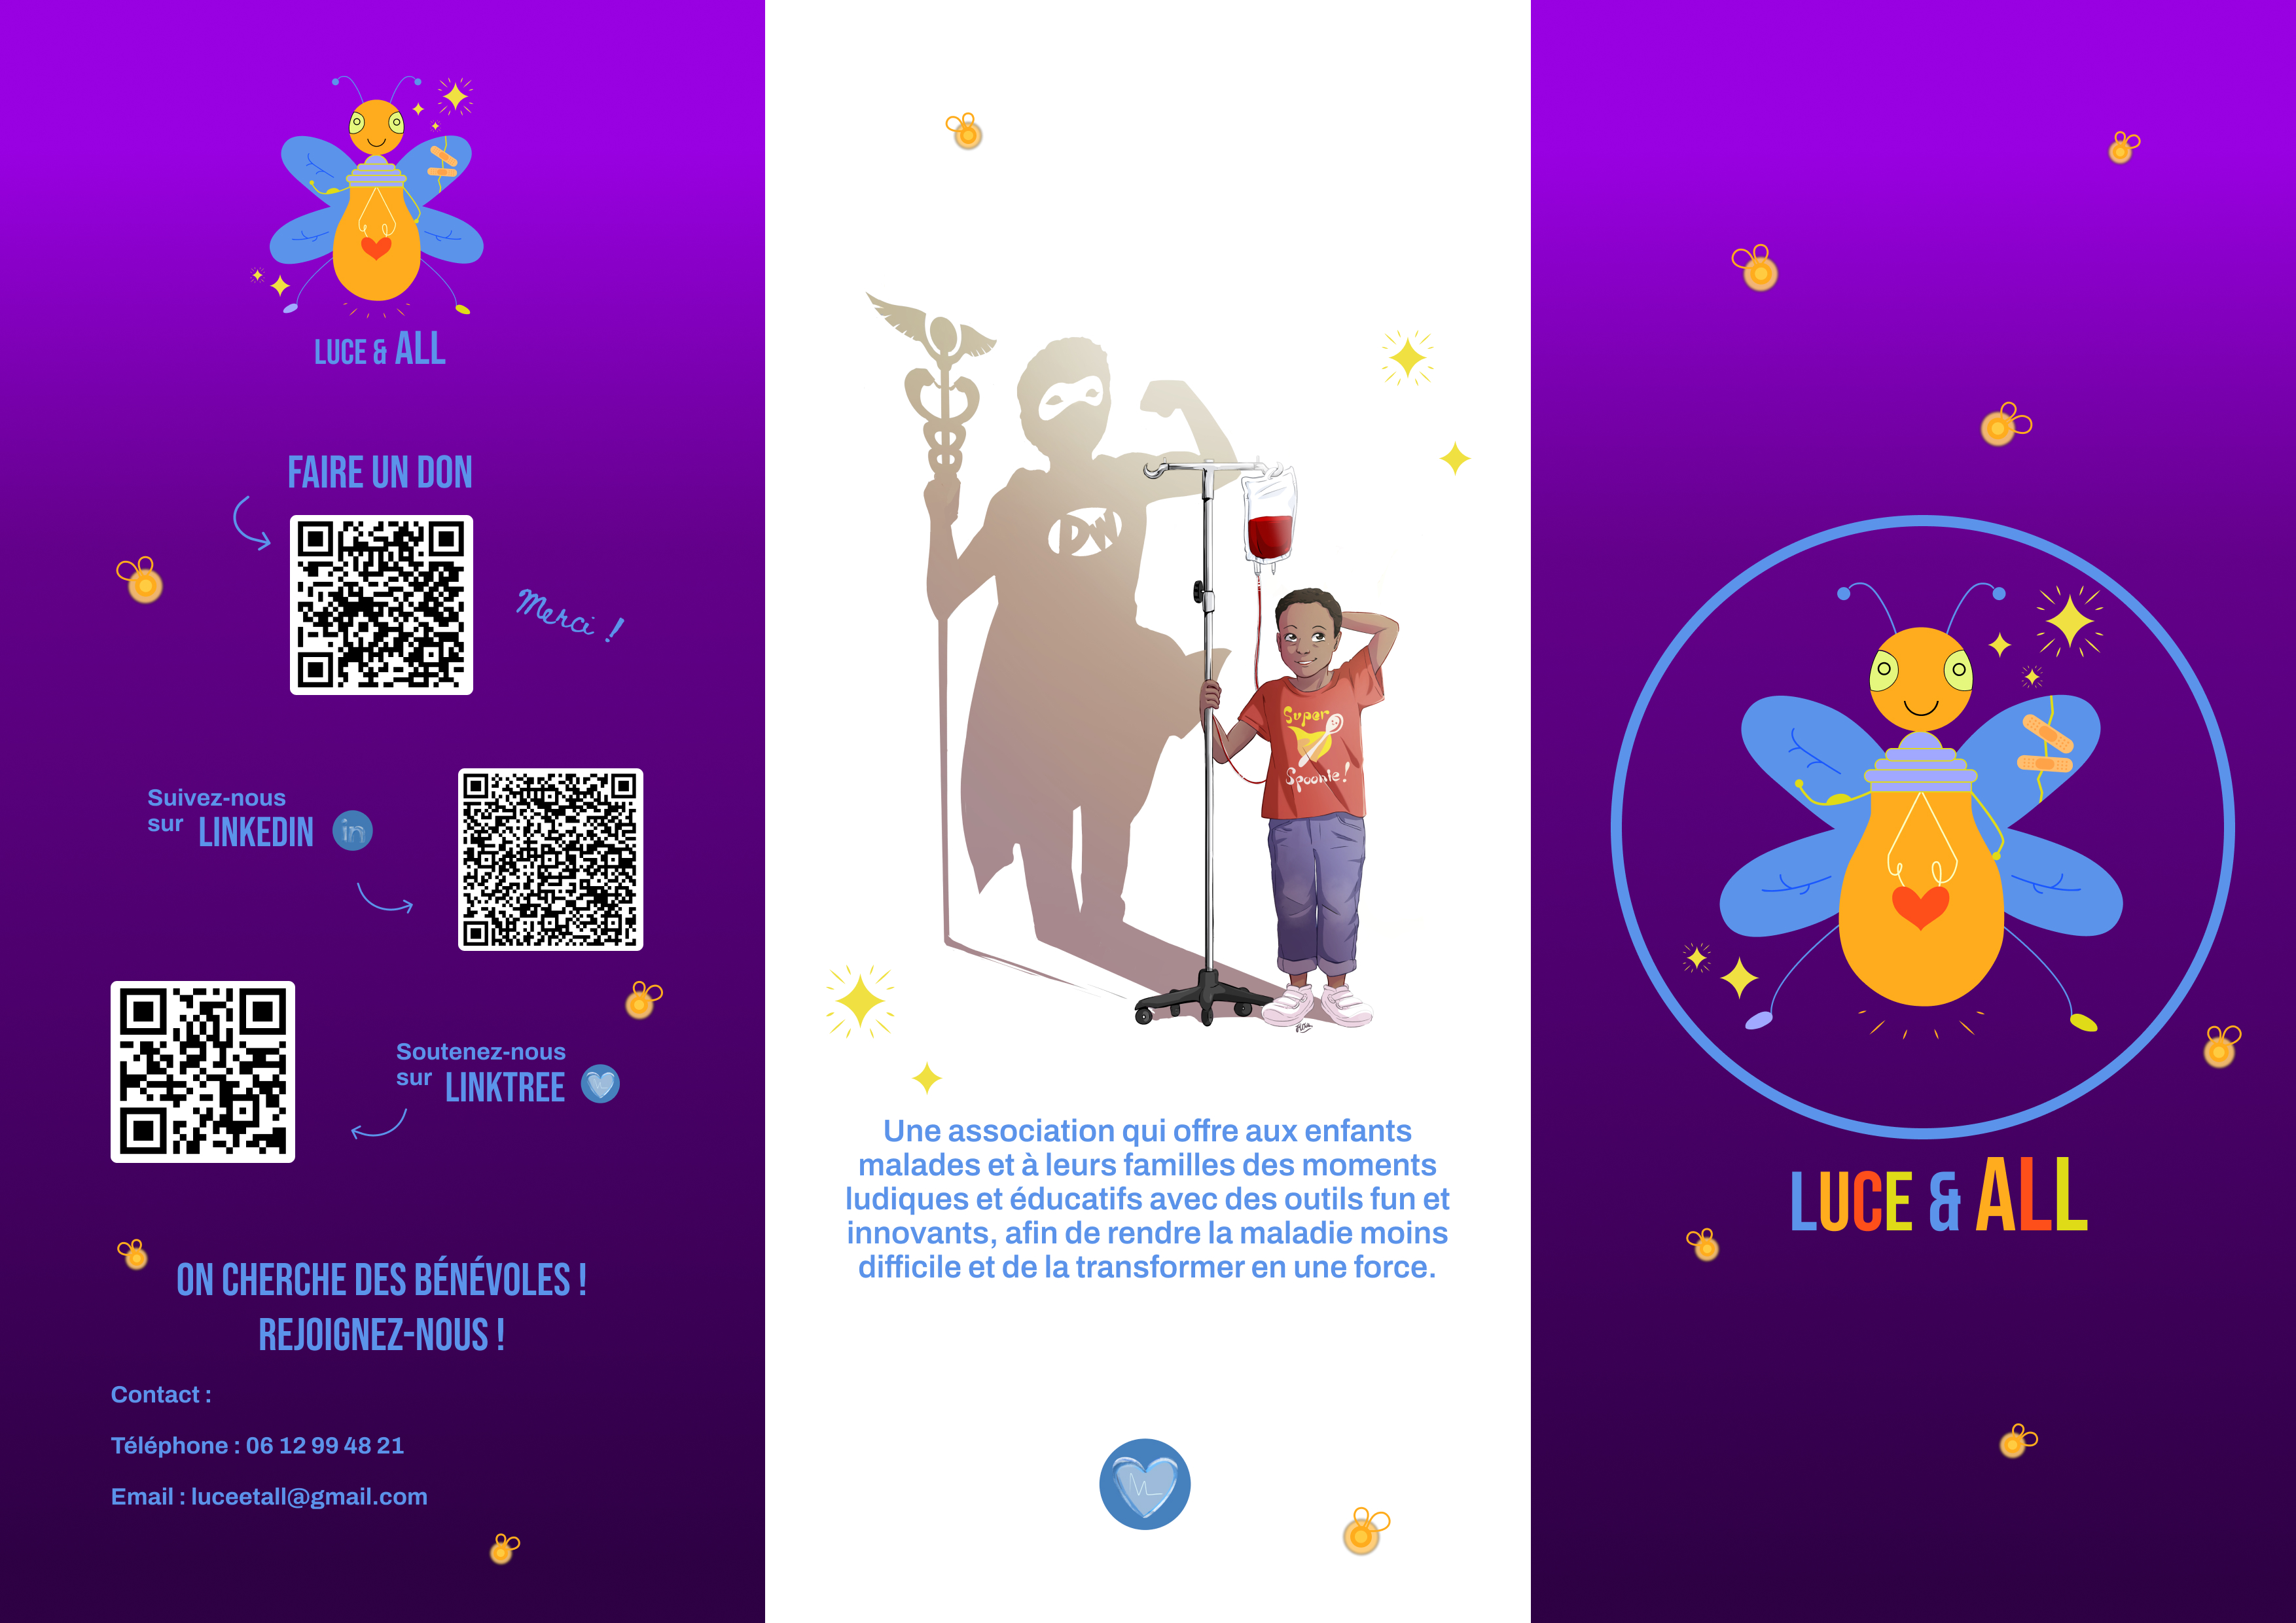 LUCE & ALL
FAIRE UN DON
Merci !
Suivez-nous
sur LINKEDIN
in
Soutenez-nous
sur LINKTREE
ON CHERCHE DES BÉNÉVOLES !
REJOIGNEZ-NOUS !
Contact :
Téléphone : 06 12 99 48 21
Email : luceetall@gmail.com
DW
Super
Spoonie!
Une association qui offre aux enfants
malades et à leurs familles des moments
ludiques et éducatifs avec des outils fun et
innovants, afin de rendre la maladie moins
difficile et de la transformer en une force.
LUCE & ALL